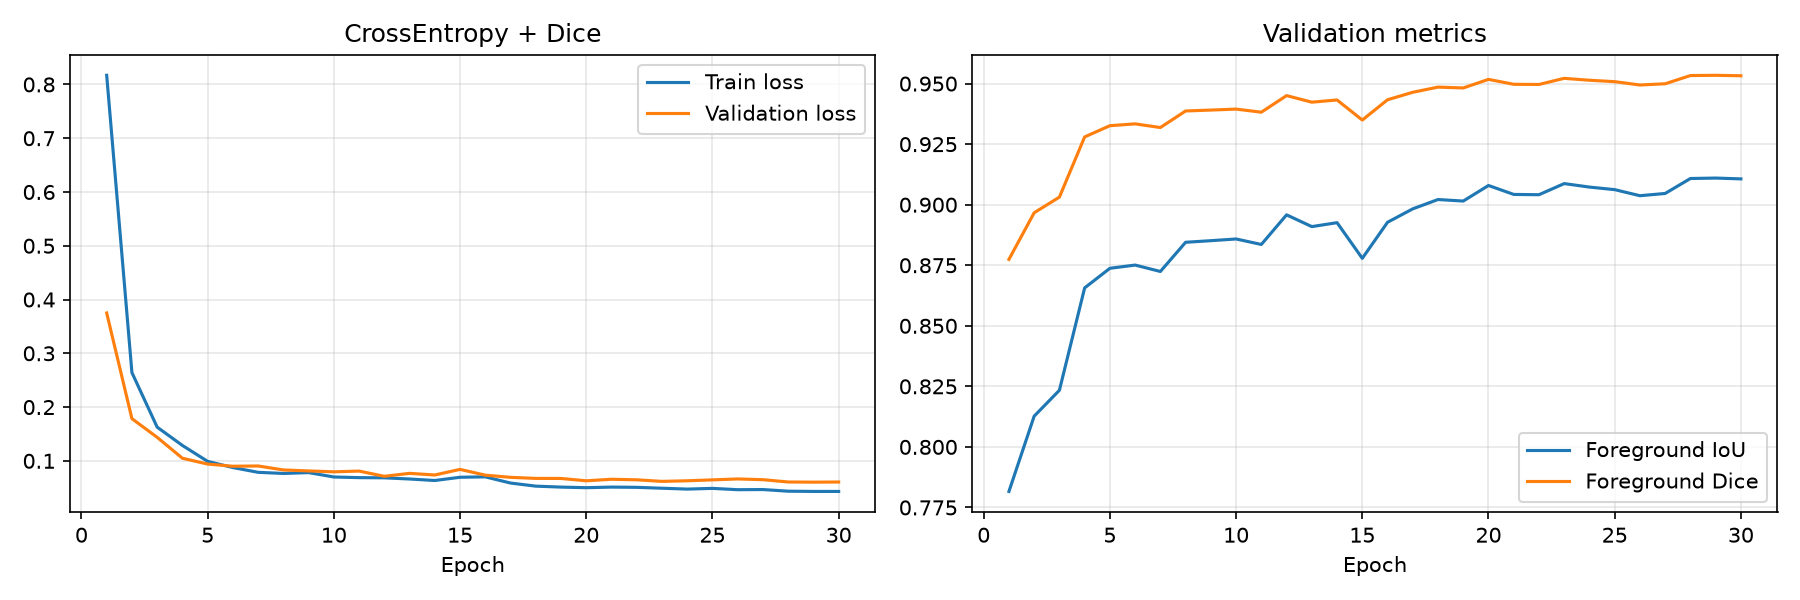 CrossEntropy + Dice
0.8
0.7
0.6
0.5
0.4
0.3
0.2
0.1
Train loss
Validation loss
0 5 10 15 20 25 30
Epoch
Validation metrics
0.950
0.925
0.900
0.875
0.850
0.825
0.800
0.775
Foreground IoU
Foreground Dice
0 5 10 15 20 25 30
Epoch